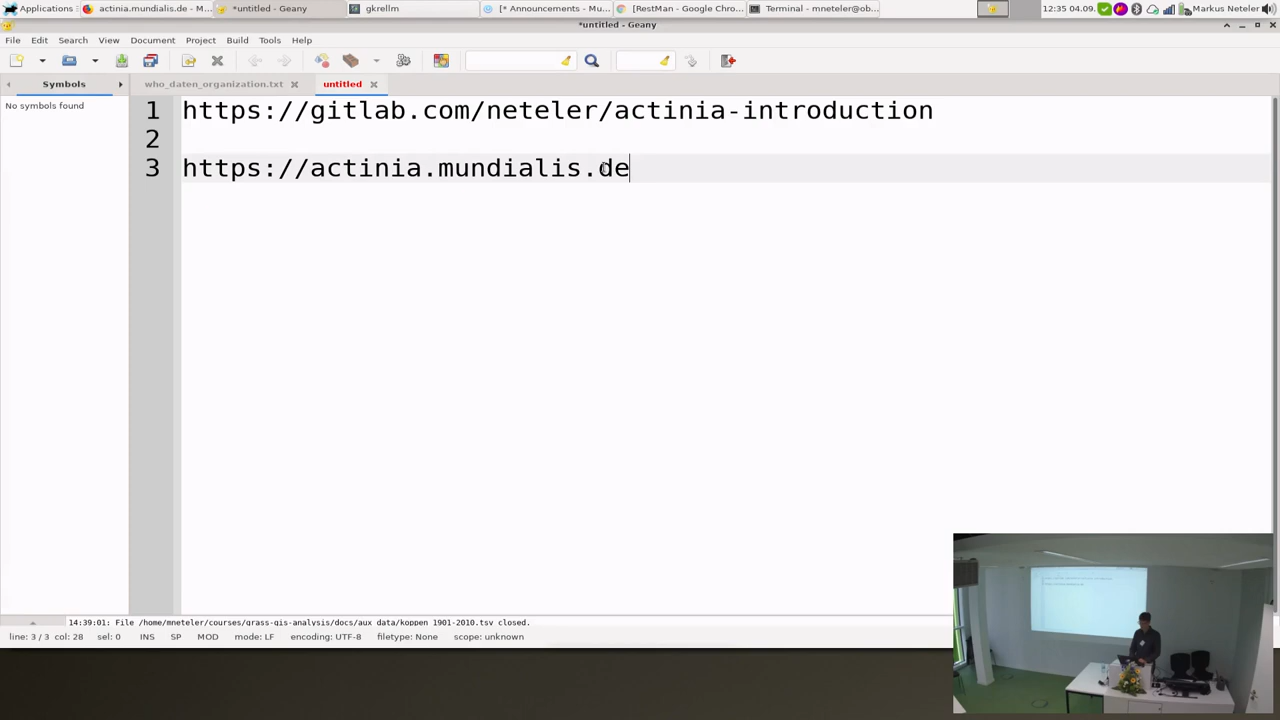 Applications
actinia.mundialis.de - M...
*untitled - Geany
gkrellm
[* Announcements - Mu...
[RestMan - Google Chro...
Terminal - mneteler@ob...
12:35 04.09.
Markus Neteler
*untitled - Geany
File Edit Search View Document Project Build Tools Help
Symbols
who_daten_organization.txt
untitled
No symbols found
1 https://gitlab.com/neteler/actinia-introduction
2
3 https://actinia.mundialis.de
14:39:01: File /home/mneteler/courses/grass-gis-analysis/docs/aux data/koppen 1901-2010.tsv closed.
line: 3 / 3 col: 28 sel: 0 INS SP MOD mode: LF encoding: UTF-8 filetype: None scope: unknown